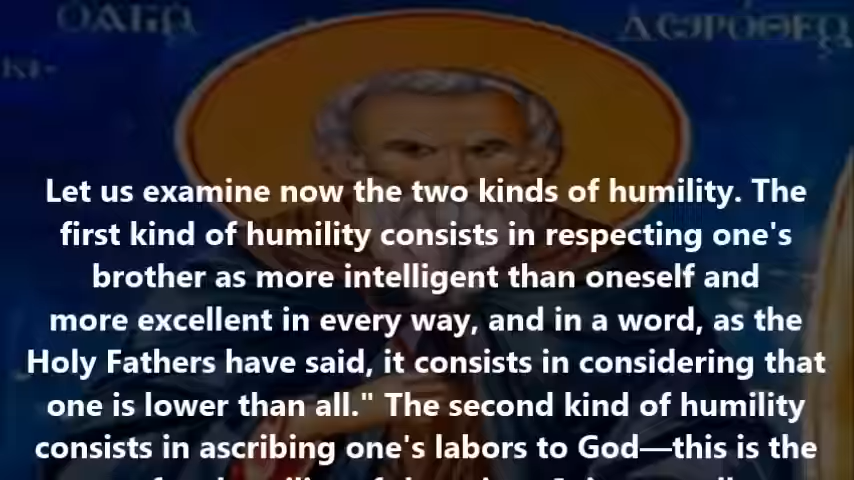 ΔΩΡΌΘΕΟ
Let us examine now the two kinds of humility. The
first kind of humility consists in respecting one's
brother as more intelligent than oneself and
more excellent in every way, and in a word, as the
Holy Fathers have said, it consists in considering that
one is lower than all." The second kind of humility
consists in ascribing one's labors to God—this is the